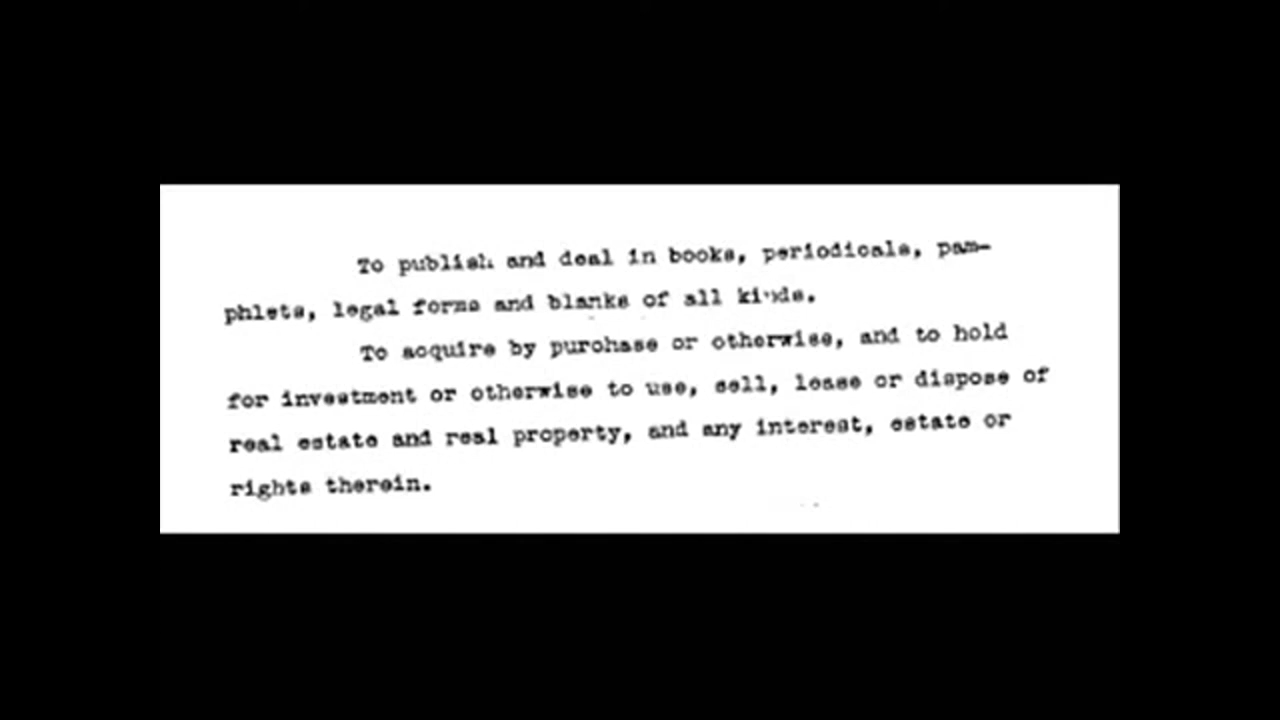 To publish and deal in books, periodicals, pam-
phlets, legal forms and blanks of all kinds.
To acquire by purchase or otherwise, and to hold
for investment or otherwise to use, sell, lease or dispose of
real estate and real property, and any interest, estate or
rights therein.